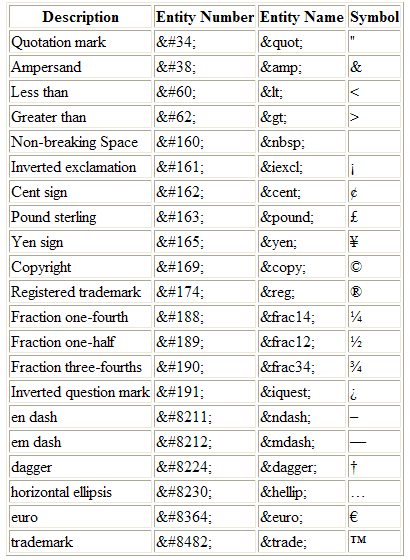 Description Entity Number Entity Name Symbol
Quotation mark &#34; &quot; "
Ampersand &#38; &amp; &
Less than &#60; &lt; <
Greater than &#62; &gt; >
Non-breaking Space &#160; &nbsp;
Inverted exclamation &#161; &iexcl; ¡
Cent sign &#162; &cent; ¢
Pound sterling &#163; &pound; £
Yen sign &#165; &yen; ¥
Copyright &#169; &copy; ©
Registered trademark &#174; &reg; ®
Fraction one-fourth &#188; &frac14; ¼
Fraction one-half &#189; &frac12; ½
Fraction three-fourths &#190; &frac34; ¾
Inverted question mark &#191; &iquest; ¿
en dash &#8211; &ndash; –
em dash &#8212; &mdash; —
dagger &#8224; &dagger; †
horizontal ellipsis &#8230; &hellip; …
euro &#8364; &euro; €
trademark &#8482; &trade; ™